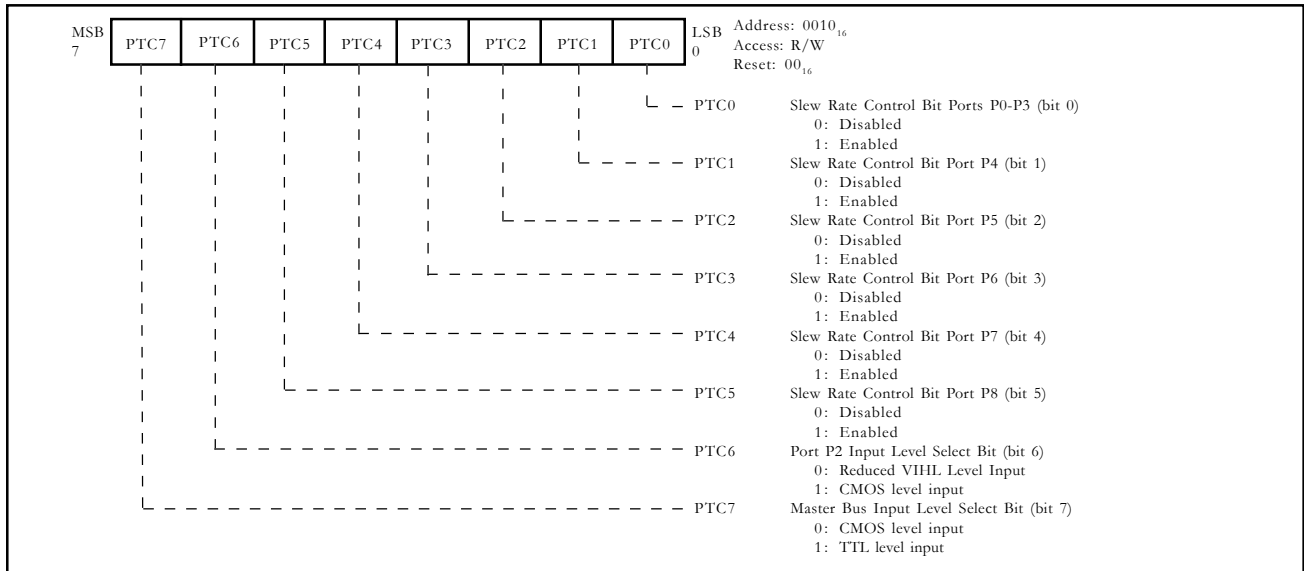 MSB
7
PTC7 PTC6 PTC5 PTC4 PTC3 PTC2 PTC1 PTC0
LSB
0
Address: 0010₁₆
Access: R/W
Reset: 00₁₆
PTC0 Slew Rate Control Bit Ports P0-P3 (bit 0)
0: Disabled
1: Enabled
PTC1 Slew Rate Control Bit Port P4 (bit 1)
0: Disabled
1: Enabled
PTC2 Slew Rate Control Bit Port P5 (bit 2)
0: Disabled
1: Enabled
PTC3 Slew Rate Control Bit Port P6 (bit 3)
0: Disabled
1: Enabled
PTC4 Slew Rate Control Bit Port P7 (bit 4)
0: Disabled
1: Enabled
PTC5 Slew Rate Control Bit Port P8 (bit 5)
0: Disabled
1: Enabled
PTC6 Port P2 Input Level Select Bit (bit 6)
0: Reduced VIHL Level Input
1: CMOS level input
PTC7 Master Bus Input Level Select Bit (bit 7)
0: CMOS level input
1: TTL level input